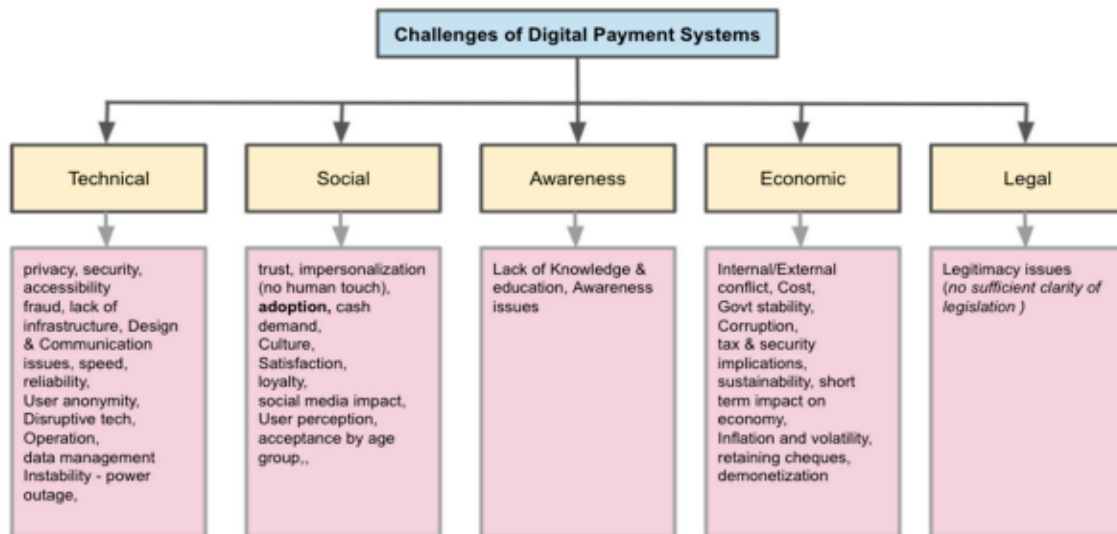 Challenges of Digital Payment Systems
Technical
Social
Awareness
Economic
Legal
privacy, security,
accessibility
fraud, lack of
infrastructure, Design
& Communication
issues, speed,
reliability,
User anonymity,
Disruptive tech,
Operation,
data management
Instability - power
outage,
trust, impersonalization
(no human touch),
adoption, cash
demand,
Culture,
Satisfaction,
loyalty,
social media impact,
User perception,
acceptance by age
group,,
Lack of Knowledge &
education, Awareness
issues
Internal/External
conflict, Cost,
Govt stability,
Corruption,
tax & security
implications,
sustainability, short
term impact on
economy,
Inflation and volatility,
retaining cheques,
demonetization
Legitimacy issues
(no sufficient clarity of
legislation )